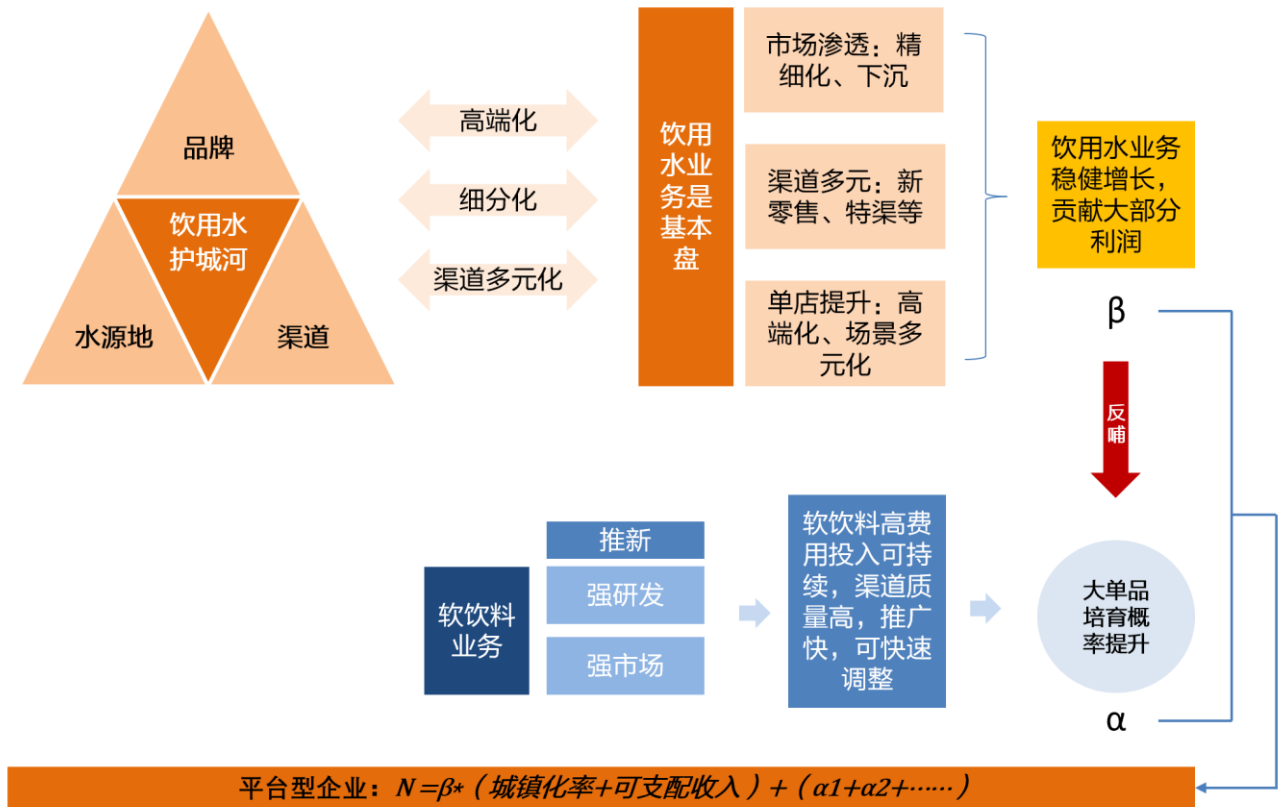 品牌
饮用水
护城河
水源地
渠道
高端化
细分化
渠道多元化
饮用
水业
务是
基本
盘
市场渗透：精
细化、下沉
渠道多元：新
零售、特渠等
单店提升：高
端化、场景多
元化
饮用水业务
稳健增长，
贡献大部分
利润
β
反
哺
软饮料
业务
推新
强研发
强市场
软饮料高费
用投入可持
续，渠道质
量高，推广
快，可快速
调整
大单品
培育概
率提升
α
平台型企业：N=β*（城镇化率+可支配收入）+（α1+α2+……）